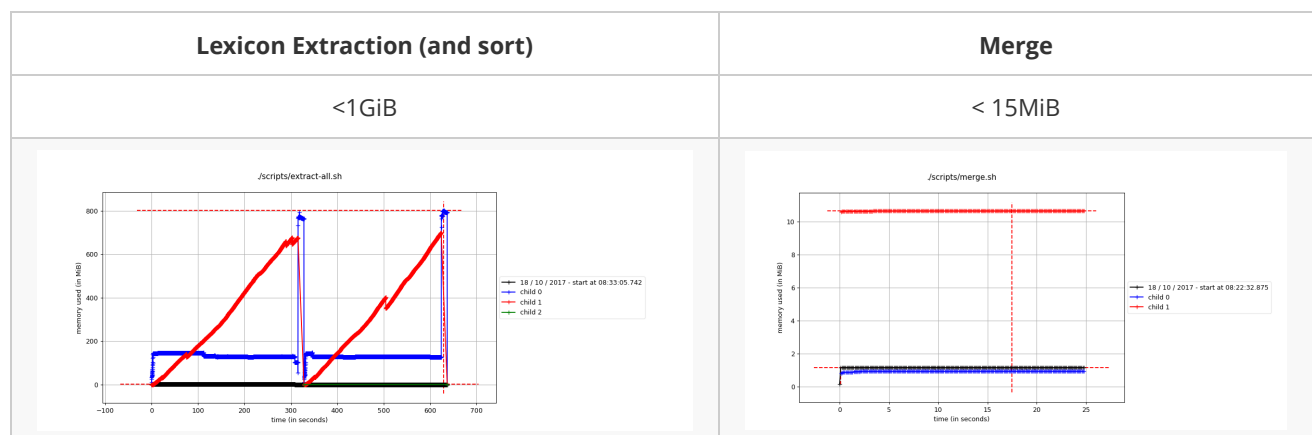 Lexicon Extraction (and sort)
Merge
<1GiB
< 15MiB
./scripts/extract-all.sh
memory used (in MiB)
800
600
400
200
0
−100
0
100
200
300
400
500
600
700
time (in seconds)
18 / 10 / 2017 - start at 08:33:05.742
child 0
child 1
child 2
./scripts/merge.sh
memory used (in MiB)
10
8
6
4
2
0
0
5
10
15
20
25
time (in seconds)
18 / 10 / 2017 - start at 08:22:32.875
child 0
child 1